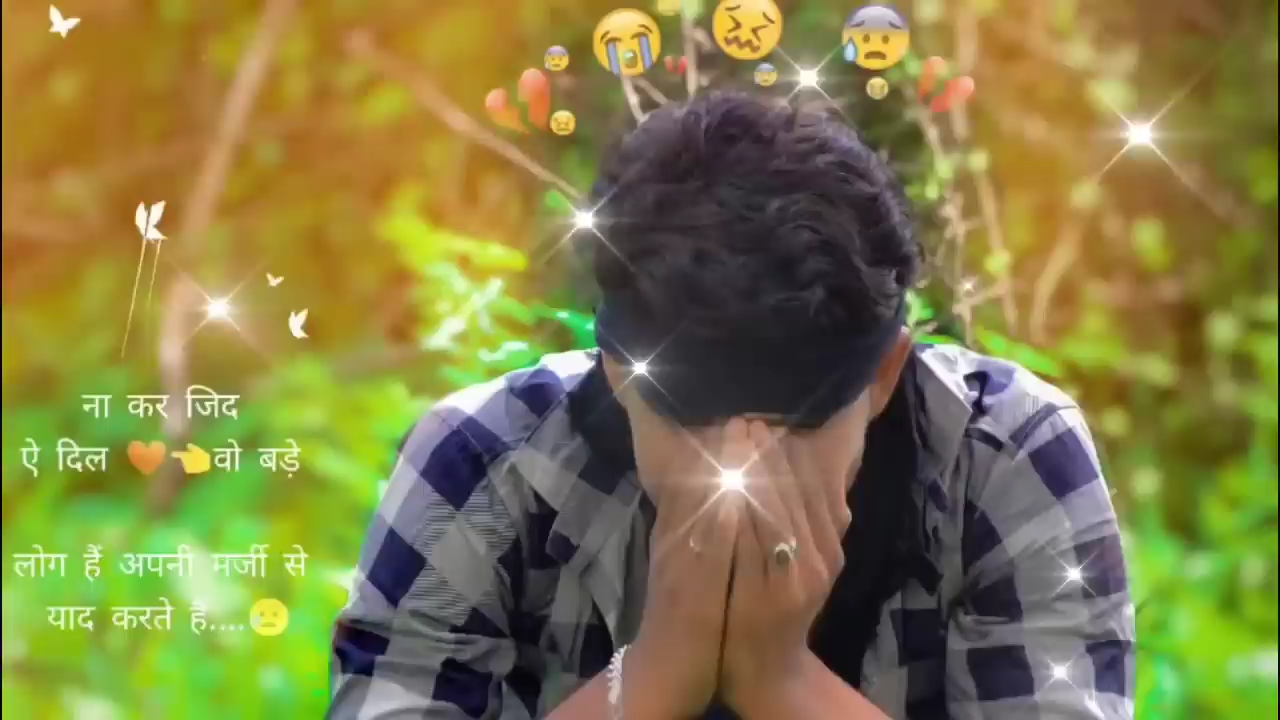 ना कर जिद
ऐ दिल 🧡👈वो बड़े
लोग हैं अपनी मर्जी से
याद करते है....😐